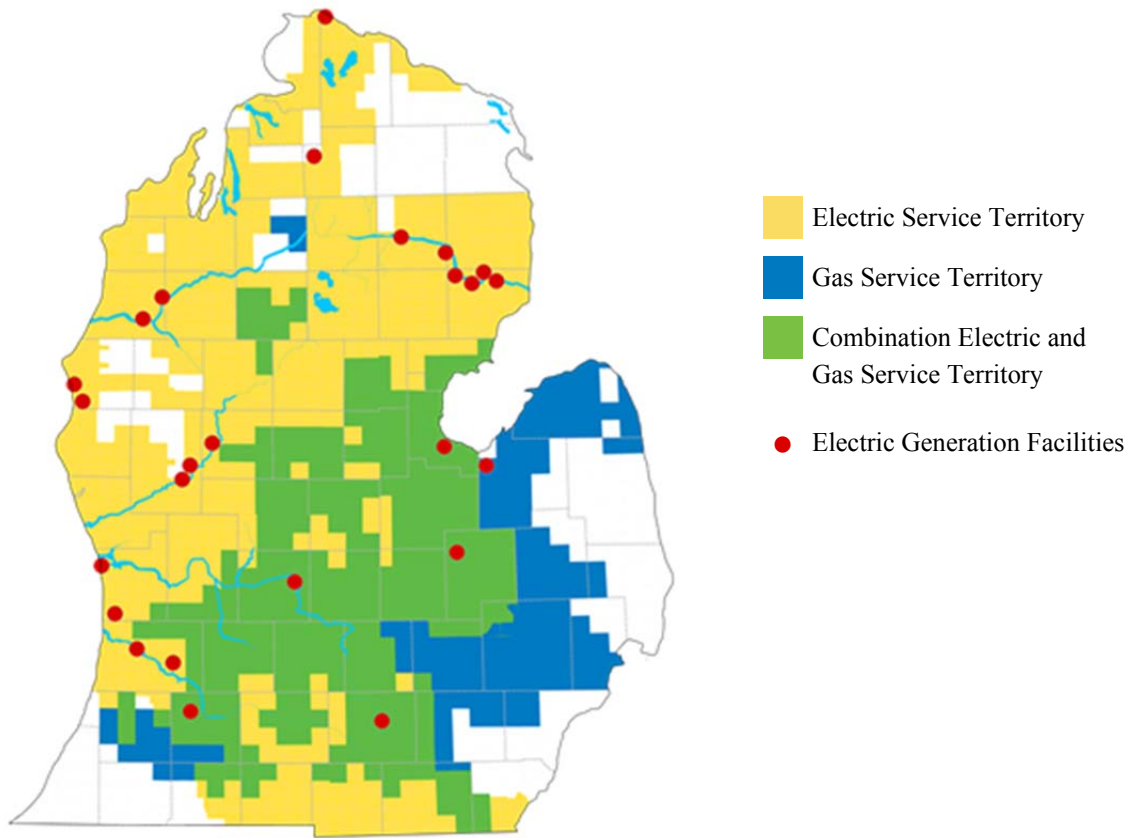 Electric Service Territory
Gas Service Territory
Combination Electric and
Gas Service Territory
Electric Generation Facilities